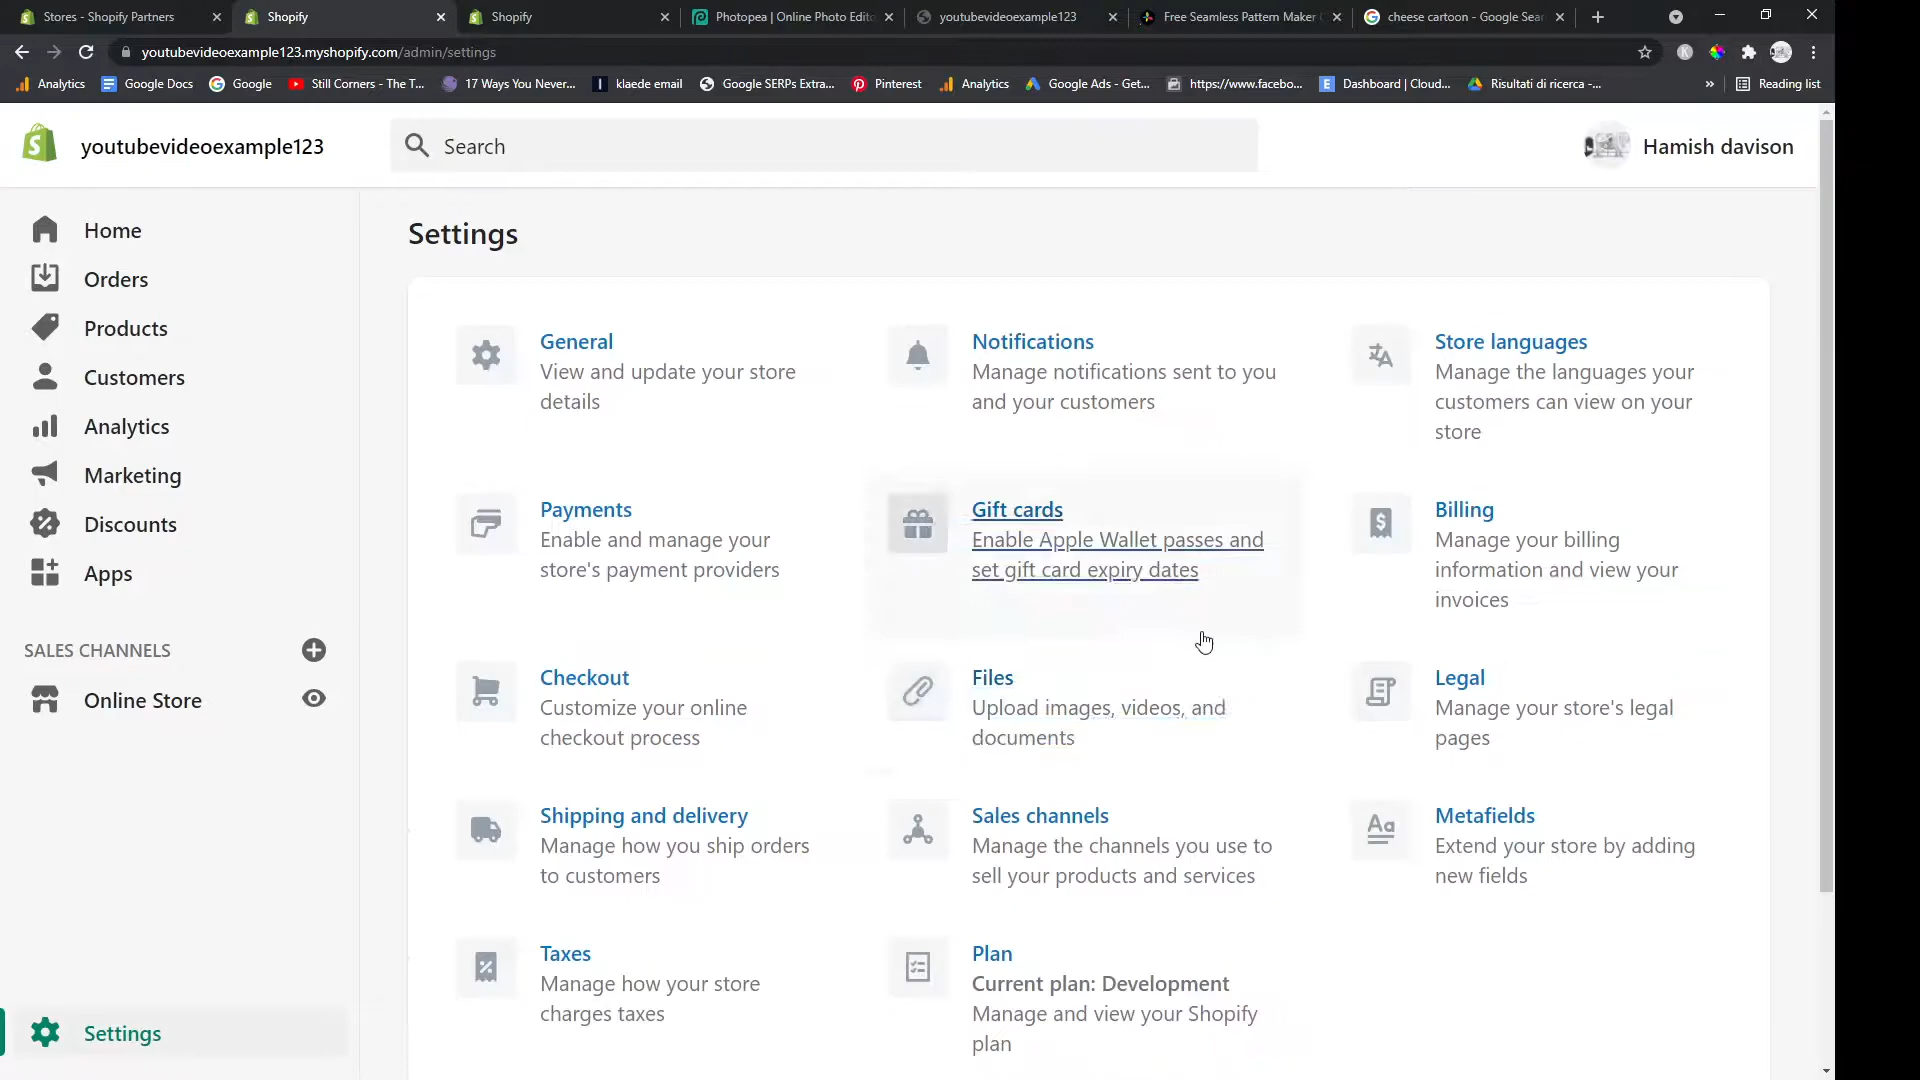 Stores - Shopify Partners
Shopify
Shopify
Photopea | Online Photo Edito
youtubevideoexample123
Free Seamless Pattern Maker
cheese cartoon - Google Sear
youtubevideoexample123.myshopify.com/admin/settings
Analytics
Google Docs
Google
Still Corners - The T...
17 Ways You Never...
klaede email
Google SERPs Extra...
Pinterest
Analytics
Google Ads - Get...
https://www.facebo...
Dashboard | Cloud...
Risultati di ricerca -...
»
Reading list
youtubevideoexample123
Search
Hamish davison
Home
Orders
Products
Customers
Analytics
Marketing
Discounts
Apps
SALES CHANNELS
Online Store
Settings
Settings
General
View and update your store
details
Notifications
Manage notifications sent to you
and your customers
Store languages
Manage the languages your
customers can view on your
store
Payments
Enable and manage your
store's payment providers
Gift cards
Enable Apple Wallet passes and
set gift card expiry dates
Billing
Manage your billing
information and view your
invoices
Checkout
Customize your online
checkout process
Files
Upload images, videos, and
documents
Legal
Manage your store's legal
pages
Shipping and delivery
Manage how you ship orders
to customers
Sales channels
Manage the channels you use to
sell your products and services
Metafields
Extend your store by adding
new fields
Taxes
Manage how your store
charges taxes
Plan
Current plan: Development
Manage and view your Shopify
plan